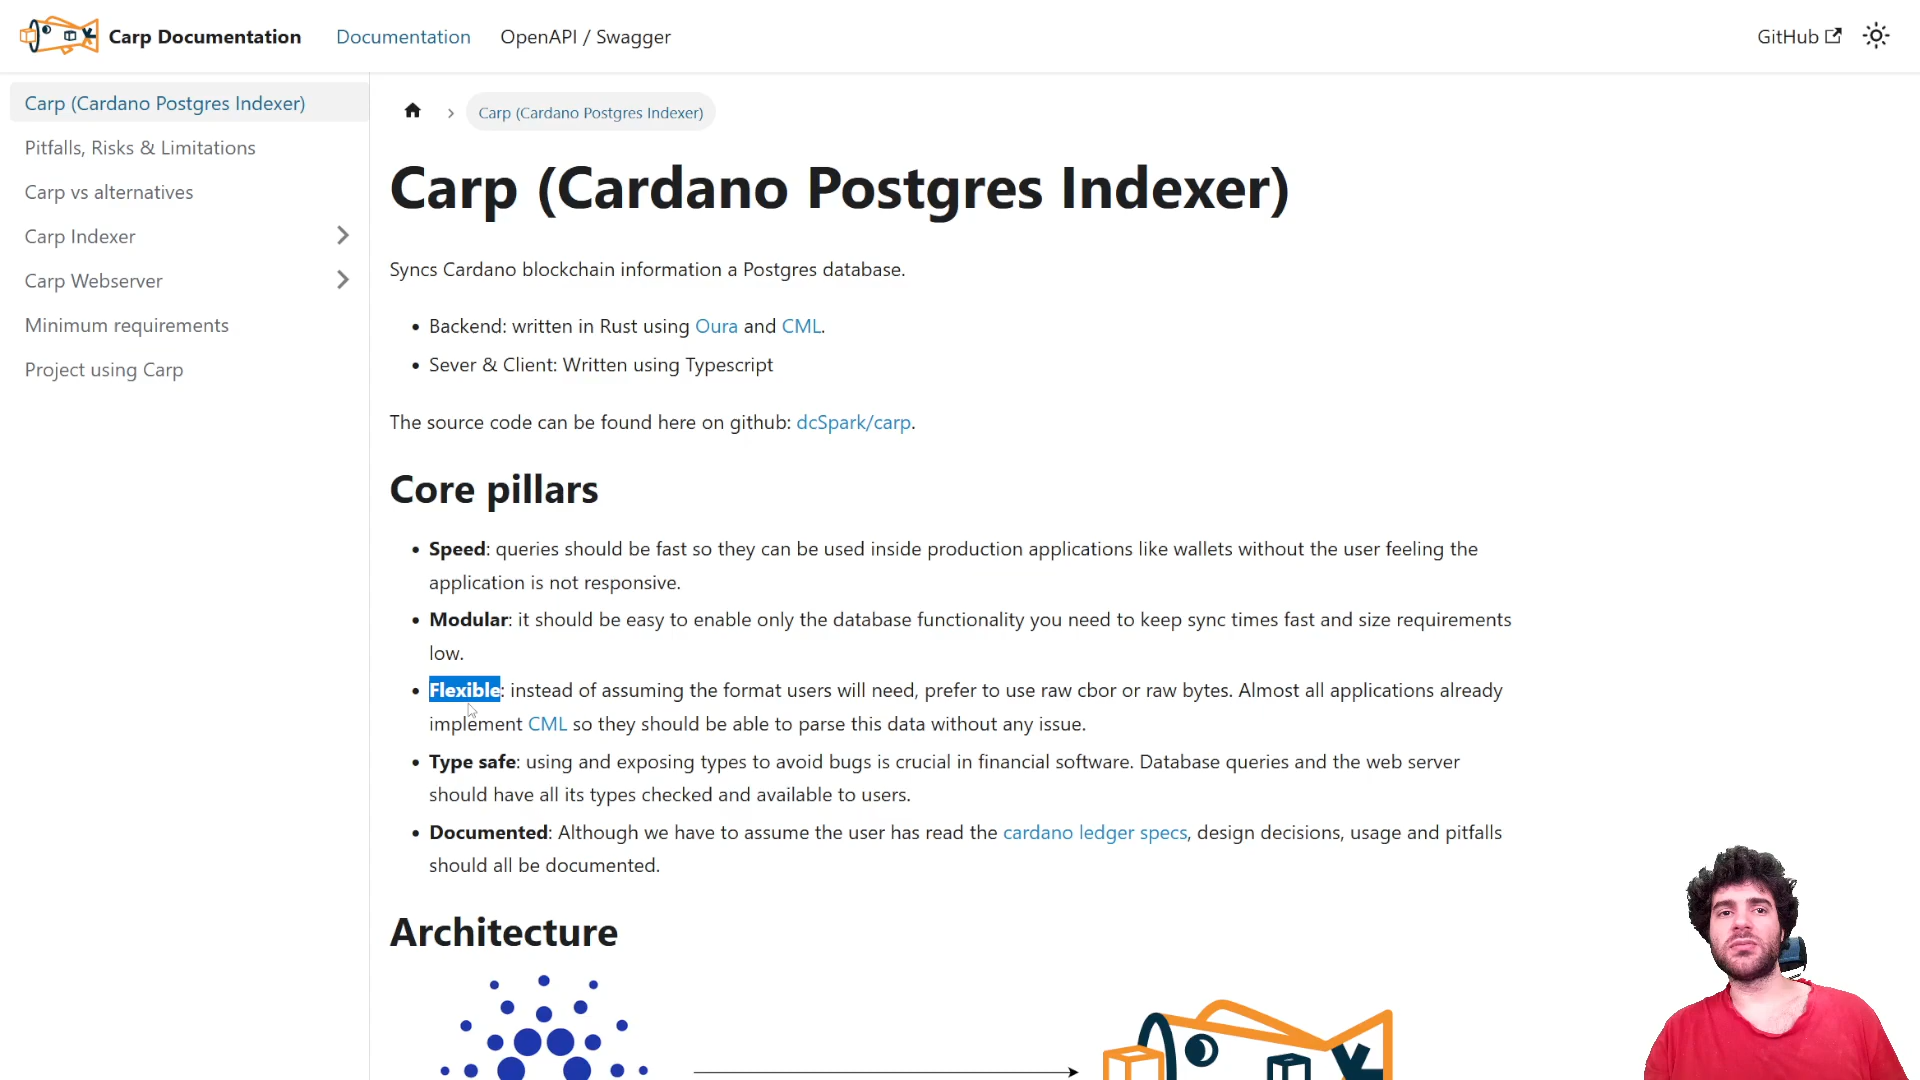 Carp Documentation
Documentation
OpenAPI / Swagger
GitHub
Carp (Cardano Postgres Indexer)
Pitfalls, Risks & Limitations
Carp vs alternatives
Carp Indexer
Carp Webserver
Minimum requirements
Project using Carp
Carp (Cardano Postgres Indexer)
Carp (Cardano Postgres Indexer)
Syncs Cardano blockchain information a Postgres database.
• Backend: written in Rust using Oura and CML.
• Sever & Client: Written using Typescript
The source code can be found here on github: dcSpark/carp.
Core pillars
• Speed: queries should be fast so they can be used inside production applications like wallets without the user feeling the
application is not responsive.
• Modular: it should be easy to enable only the database functionality you need to keep sync times fast and size requirements
low.
• Flexible: instead of assuming the format users will need, prefer to use raw cbor or raw bytes. Almost all applications already
implement CML so they should be able to parse this data without any issue.
• Type safe: using and exposing types to avoid bugs is crucial in financial software. Database queries and the web server
should have all its types checked and available to users.
• Documented: Although we have to assume the user has read the cardano ledger specs, design decisions, usage and pitfalls
should all be documented.
Architecture